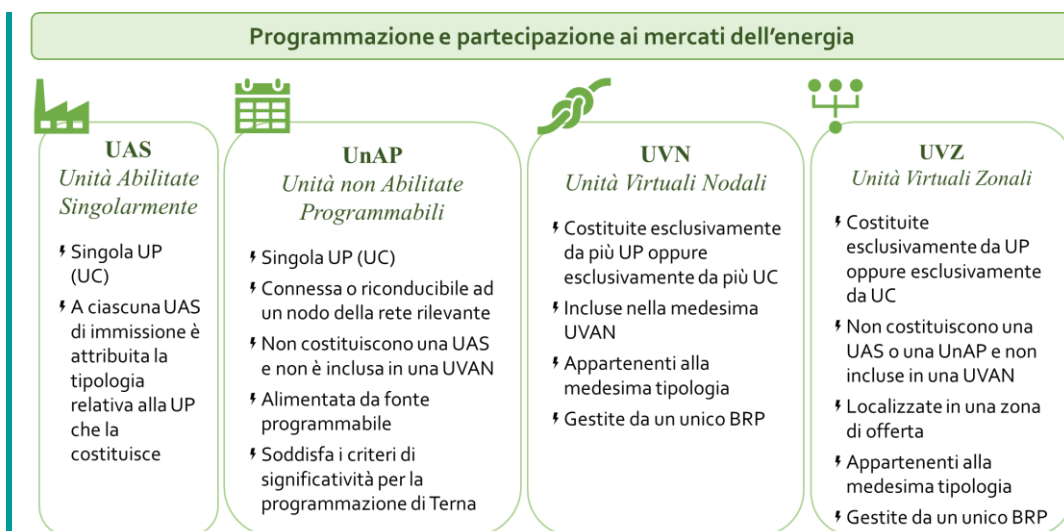 Programmazione e partecipazione ai mercati dell'energia
UAS
Unità Abilitate
Singolarmente
Singola UP
(UC)
A ciascuna UAS
di immissione è
attribuita la
tipologia
relativa alla UP
che la
costituisce
UnAP
Unità non Abilitate
Programmabili
Singola UP (UC)
Connessa o riconducibile ad
un nodo della rete rilevante
Non costituiscono una UAS
e non è inclusa in una UVAN
Alimentata da fonte
programmabile
Soddisfa i criteri di
significatività per la
programmazione di Terna
UVN
Unità Virtuali Nodali
Costituite esclusivamente
da più UP oppure
esclusivamente da più UC
Incluse nella medesima
UVAN
Appartenenti alla
medesima tipologia
Gestite da un unico BRP
UVZ
Unità Virtuali Zonali
Costituite
esclusivamente da UP
oppure esclusivamente
da UC
Non costituiscono una
UAS o una UnAP e non
incluse in una UVAN
Localizzate in una zona
di offerta
Appartenenti alla
medesima tipologia
Gestite da un unico BRP